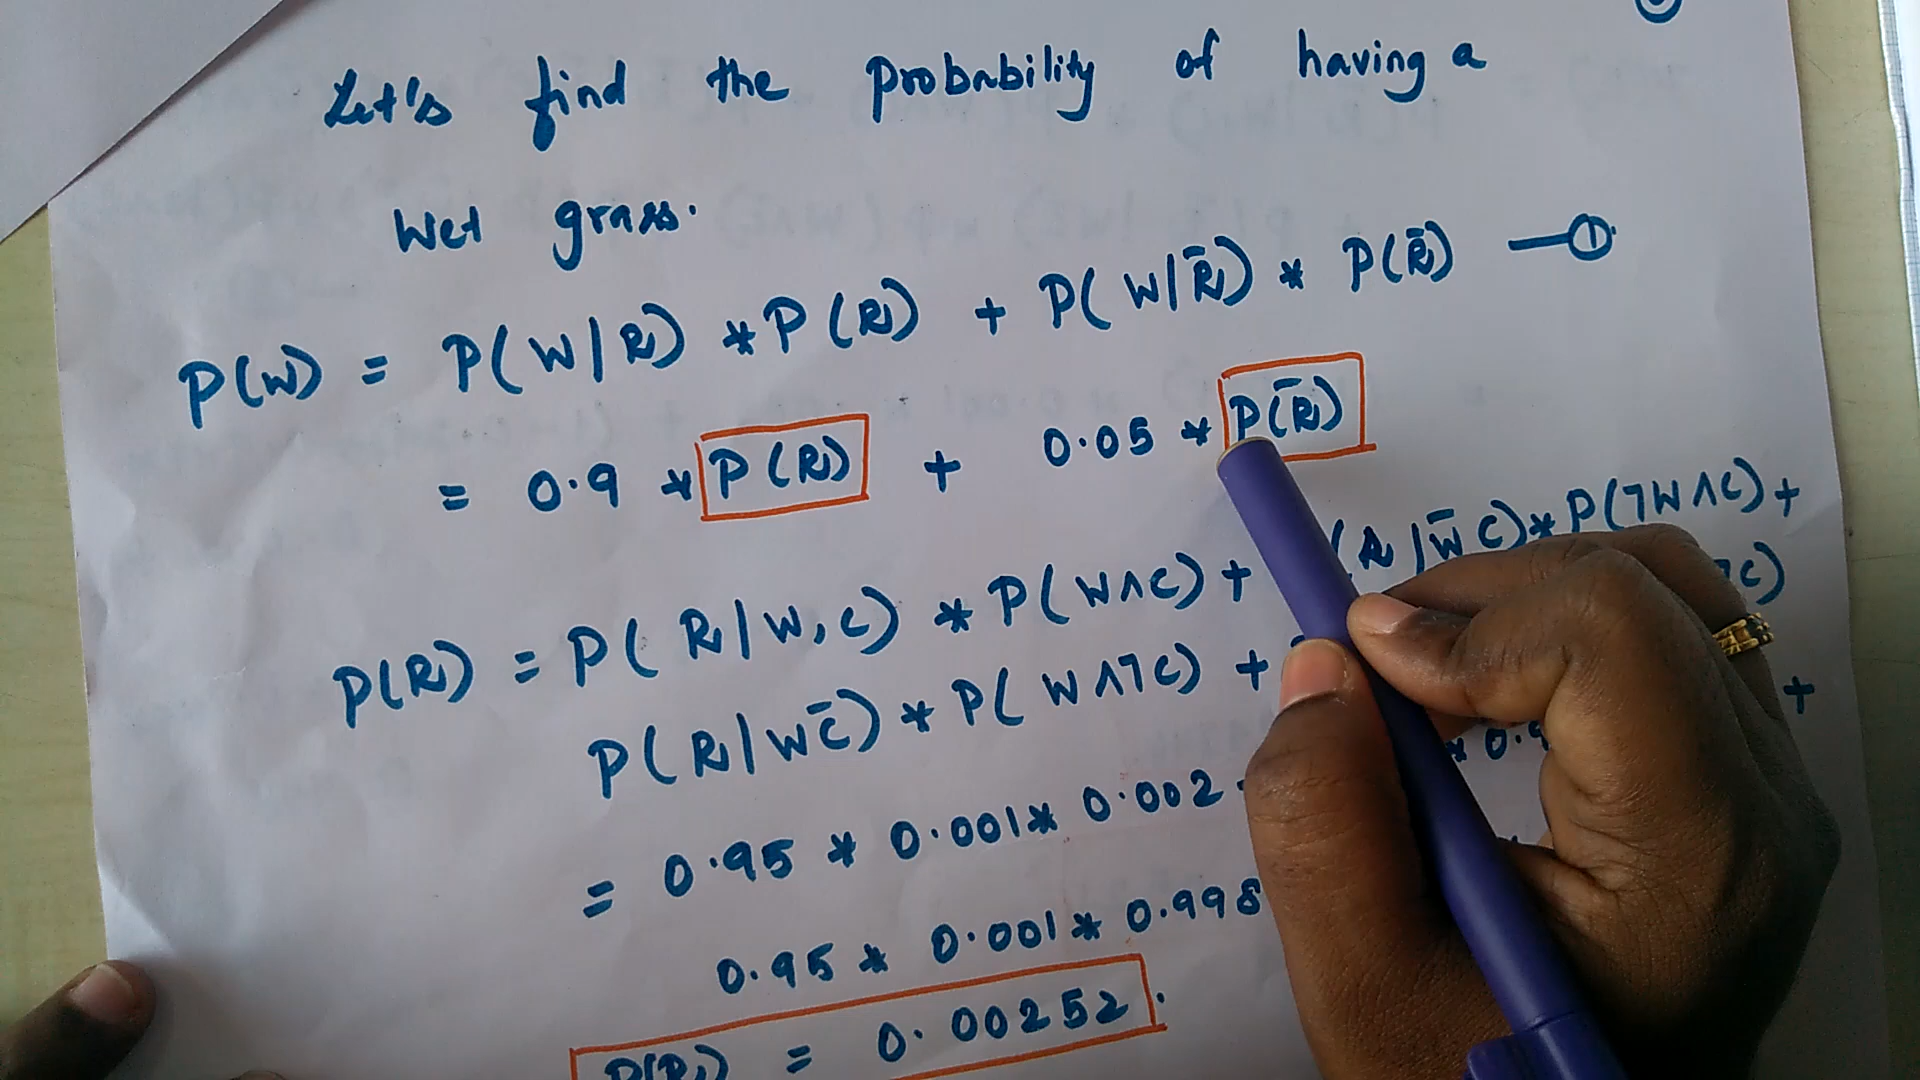 Let's find the probability of having a
Wet grass.
P(W) = P(W|R) * P(R) + P(W|R̄) * P(R̄) — ①
= 0.9 * P(R) + 0.05 * P(R̄)
P(R) = P(R|W,C) * P(W∧C) + (R|W̄C) * P(¬W∧C) +
P(R|WC̄) * P(W∧¬C) + ¬C)
= 0.95 * 0.001 * 0.002 +
0.95 * 0.001 * 0.998
P(R) = 0.00252.